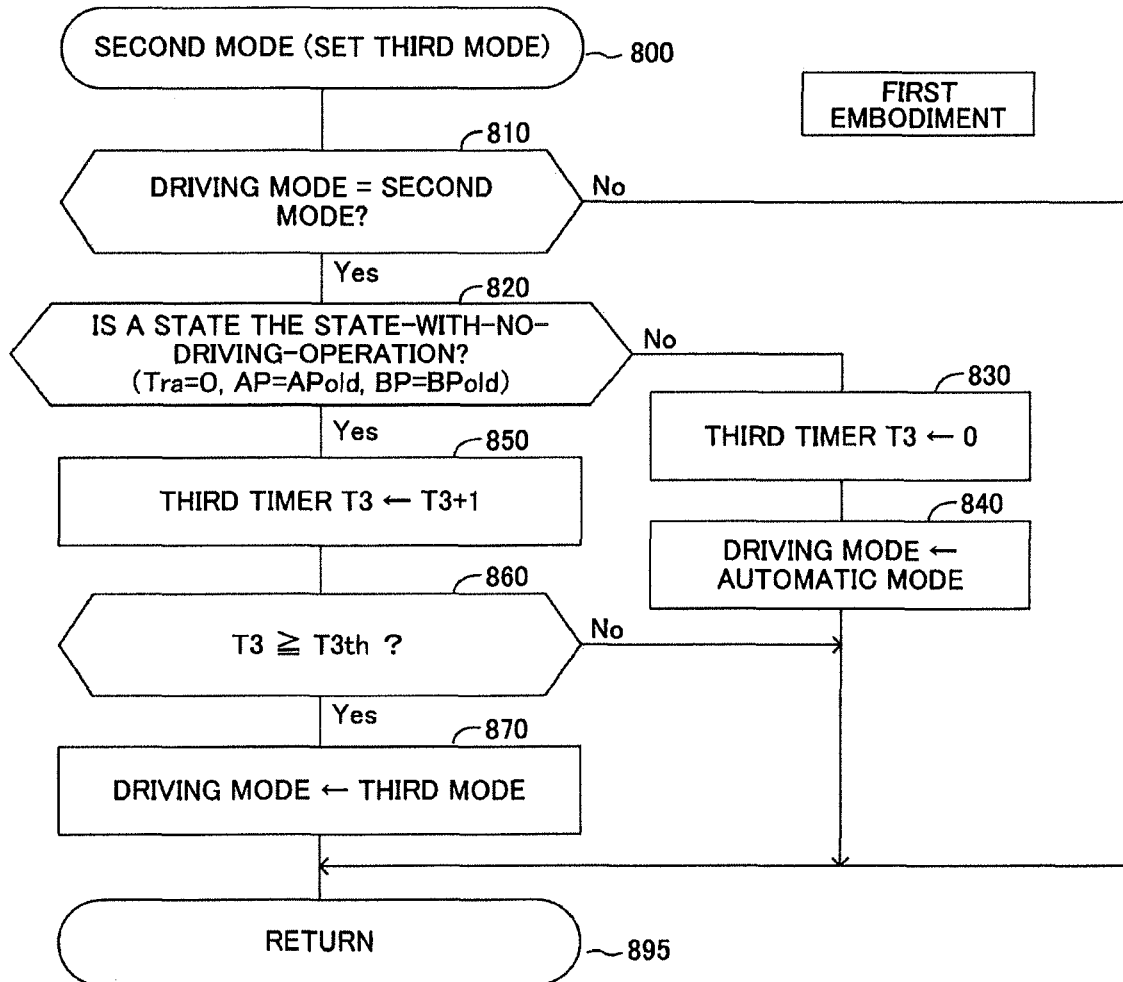 SECOND MODE (SET THIRD MODE)
800
FIRST
EMBODIMENT
810
DRIVING MODE = SECOND
MODE?
No
Yes
820
IS A STATE THE STATE-WITH-NO-
DRIVING-OPERATION?
(Tra=0, AP=APold, BP=BPold)
No
Yes
830
THIRD TIMER T3 ← 0
840
DRIVING MODE ←
AUTOMATIC MODE
850
THIRD TIMER T3 ← T3+1
860
T3 ≧ T3th ?
No
Yes
870
DRIVING MODE ← THIRD MODE
RETURN
895